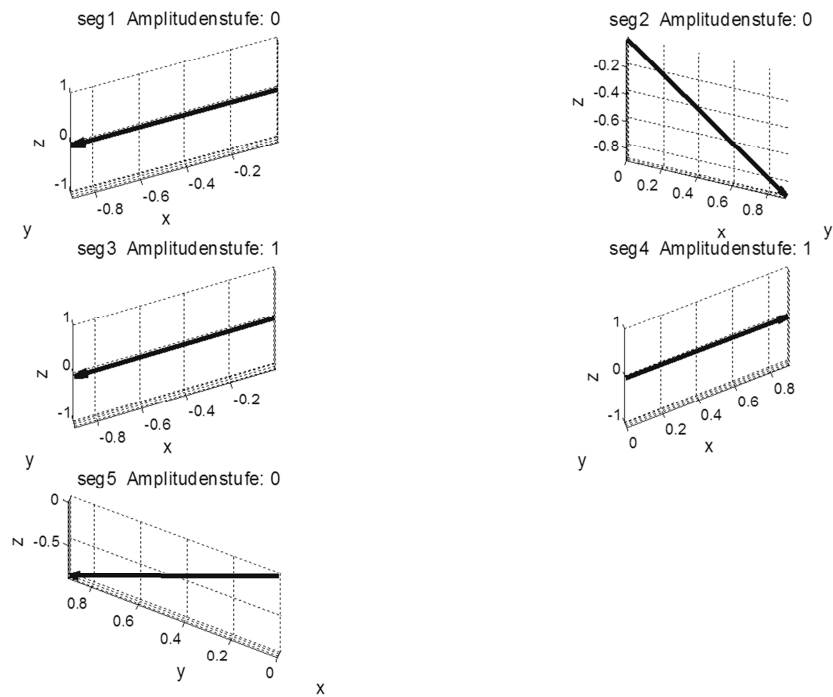 seg1 Amplitudenstufe: 0
1
0
-1
z
-0.8
-0.6
-0.4
-0.2
x
y
seg2 Amplitudenstufe: 0
-0.2
-0.4
-0.6
-0.8
z
0
0.2
0.4
0.6
0.8
x
y
seg3 Amplitudenstufe: 1
1
0
-1
z
-0.8
-0.6
-0.4
-0.2
x
y
seg4 Amplitudenstufe: 1
1
0
-1
z
0
0.2
0.4
0.6
0.8
x
y
seg5 Amplitudenstufe: 0
0
-0.5
z
0.8
0.6
0.4
0.2
0
y
x